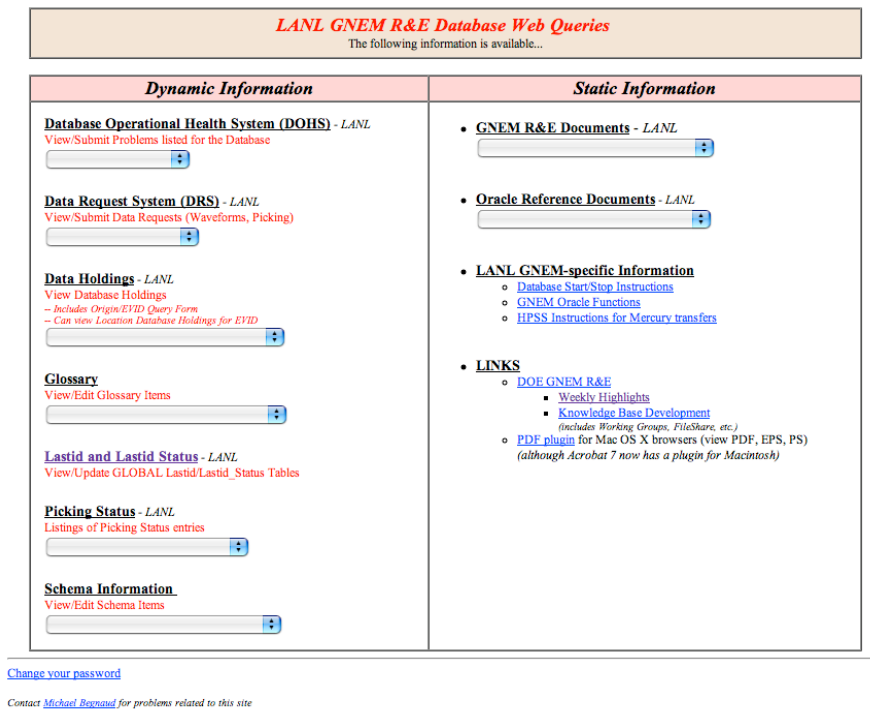 LANL GNEM R&E Database Web Queries
The following information is available...
Dynamic Information
Database Operational Health System (DOHS) - LANL
View/Submit Problems listed for the Database
Data Request System (DRS) - LANL
View/Submit Data Requests (Waveforms, Picking)
Data Holdings - LANL
View Database Holdings
-- Includes Origin/EVID Query Form
-- Can view Location Database Holdings for EVID
Glossary
View/Edit Glossary Items
Lastid and Lastid Status - LANL
View/Update GLOBAL Lastid/Lastid_Status Tables
Picking Status - LANL
Listings of Picking Status entries
Schema Information
View/Edit Schema Items
Static Information
GNEM R&E Documents - LANL
Oracle Reference Documents - LANL
LANL GNEM-specific Information
Database Start/Stop Instructions
GNEM Oracle Functions
HPSS Instructions for Mercury transfers
LINKS
DOE GNEM R&E
Weekly Highlights
Knowledge Base Development
(includes Working Groups, FileShare, etc.)
PDF plugin for Mac OS X browsers (view PDF, EPS, PS)
(although Acrobat 7 now has a plugin for Macintosh)
Change your password
Contact Michael Begnaud for problems related to this site